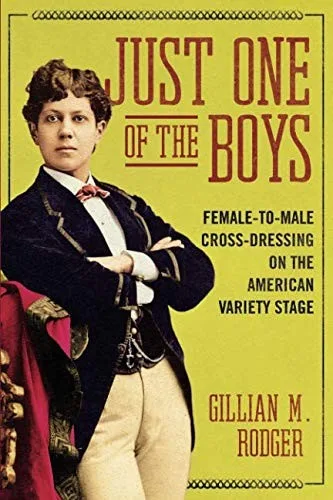 JUST ONE
OF THE
BOYS
FEMALE-TO-MALE
CROSS-DRESSING
ON THE
AMERICAN
VARIETY STAGE
GILLIAN M.
RODGER